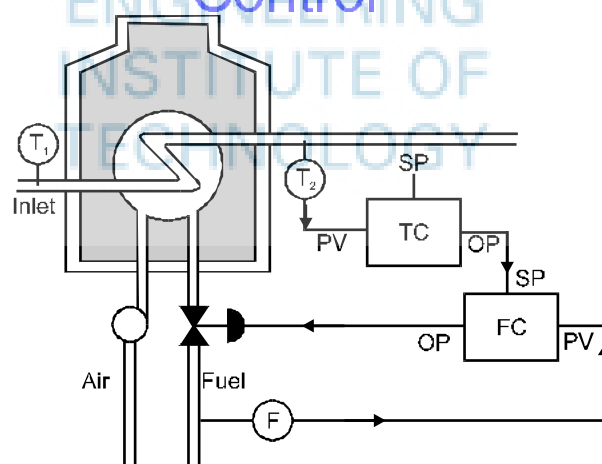 ENGINEERING
Control
INSTITUTE OF
TECHNOLOGY
T₁
SP
Inlet
T₂
PV
TC
OP
SP
FC
OP
PV
Air
Fuel
F